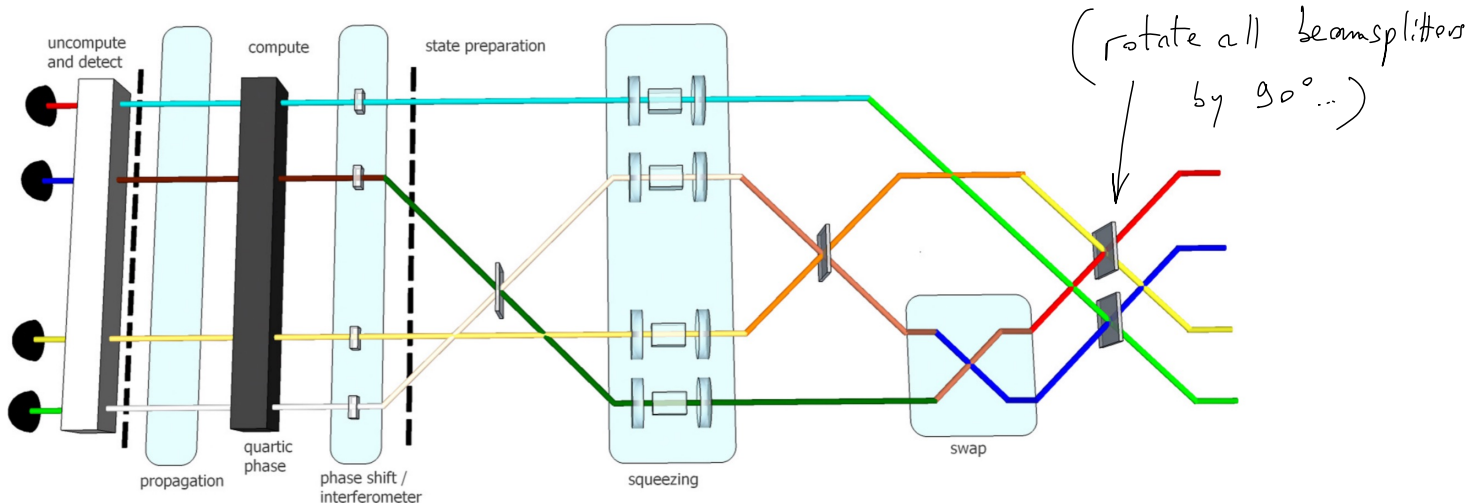 uncompute
and detect
compute
state preparation
(rotate all beamsplitters
by 90°...)
propagation
quartic
phase
phase shift /
interferometer
squeezing
swap